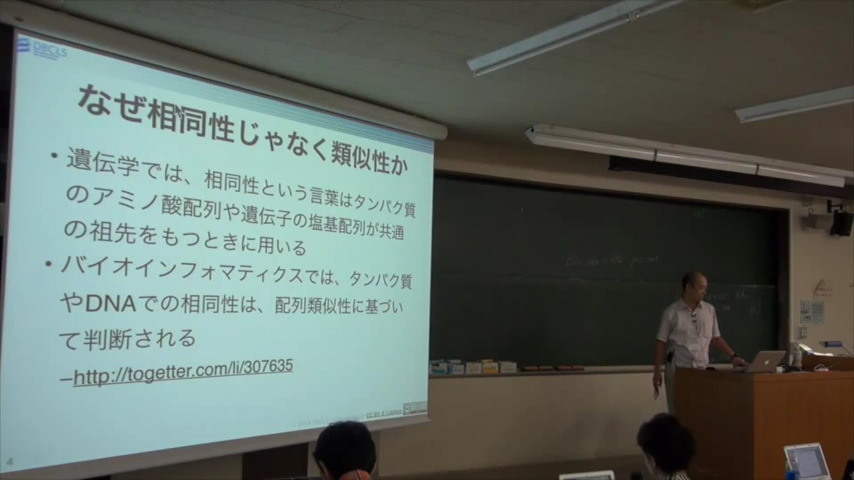 DBCLS
なぜ相同性じゃなく類似性か
・遺伝学では、相同性という言葉はタンパク質
のアミノ酸配列や遺伝子の塩基配列が共通
の祖先をもつときに用いる
・バイオインフォマティクスでは、タンパク質
やDNAでの相同性は、配列類似性に基づい
て判断される
–http://togetter.com/li/307635
4